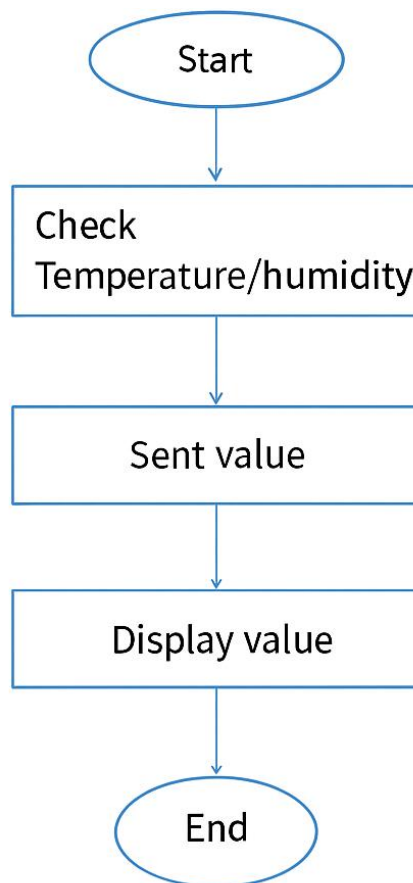 Start
Check
Temperature/humidity
Sent value
Display value
End